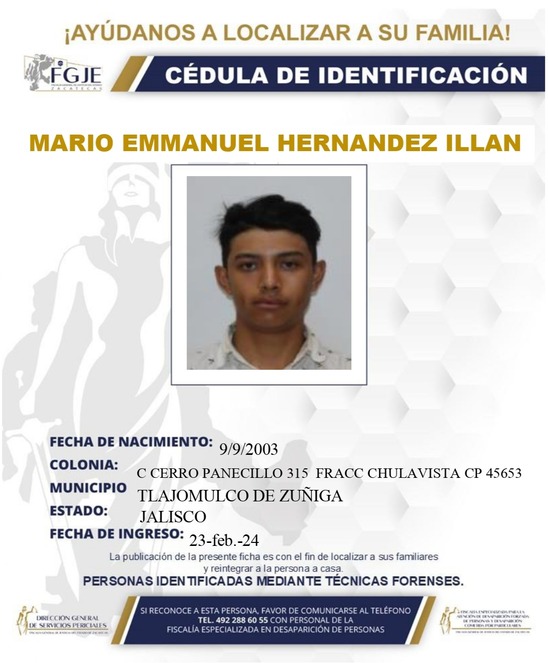 ¡AYÚDANOS A LOCALIZAR A SU FAMILIA!
FGJE
ZACATECAS
CÉDULA DE IDENTIFICACIÓN
MARIO EMMANUEL HERNANDEZ ILLAN
FECHA DE NACIMIENTO: 9/9/2003
COLONIA: C CERRO PANECILLO 315 FRACC CHULAVISTA CP 45653
MUNICIPIO TLAJOMULCO DE ZUÑIGA
ESTADO: JALISCO
FECHA DE INGRESO: 23-feb.-24
La publicación de la presente ficha es con el fin de localizar a sus familiares
y reintegrar a la persona a casa.
PERSONAS IDENTIFICADAS MEDIANTE TÉCNICAS FORENSES.
DIRECCIÓN GENERAL
DE SERVICIOS PERICIALES
SI RECONOCE A ESTA PERSONA, FAVOR DE COMUNICARSE AL TELÉFONO
TEL. 492 288 60 55 CON PERSONAL DE LA
FISCALÍA ESPECIALIZADA EN DESAPARICIÓN DE PERSONAS